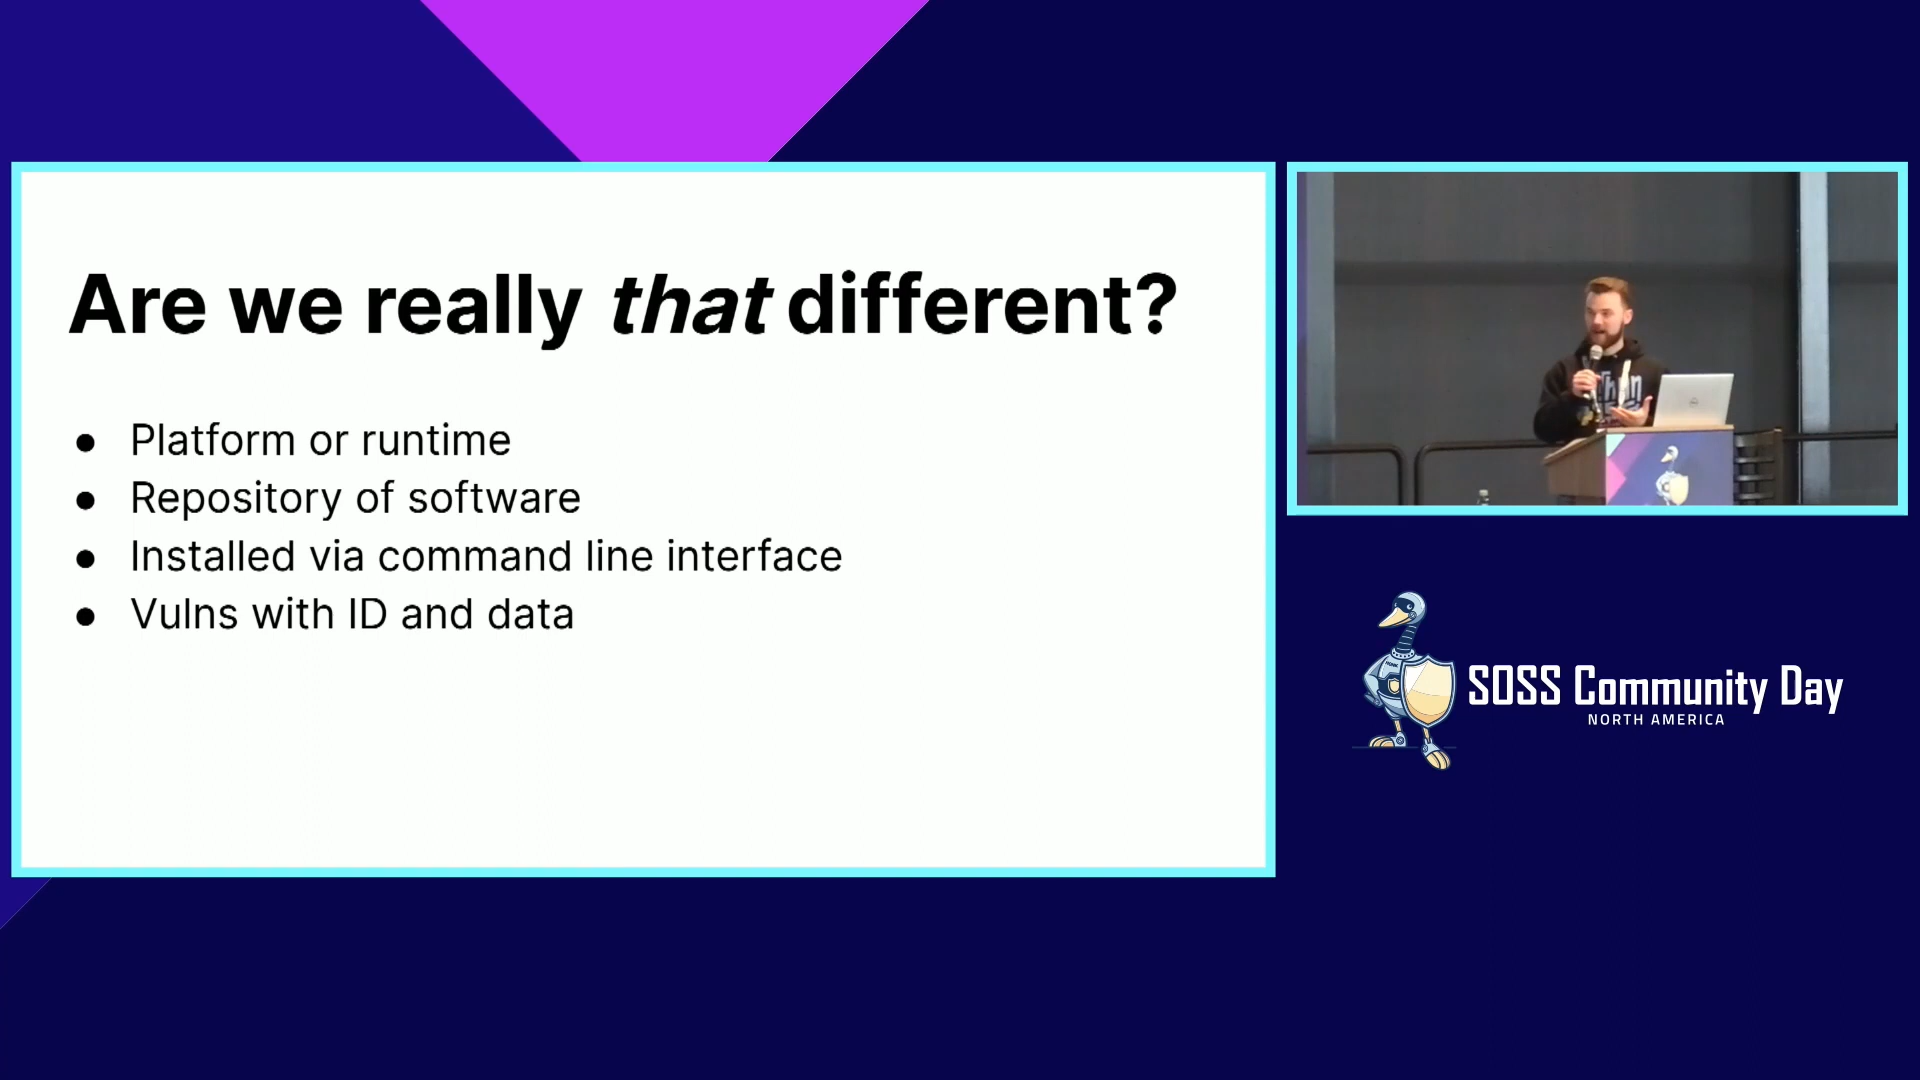 Are we really that different?
● Platform or runtime
● Repository of software
● Installed via command line interface
● Vulns with ID and data
SOSS Community Day
NORTH AMERICA